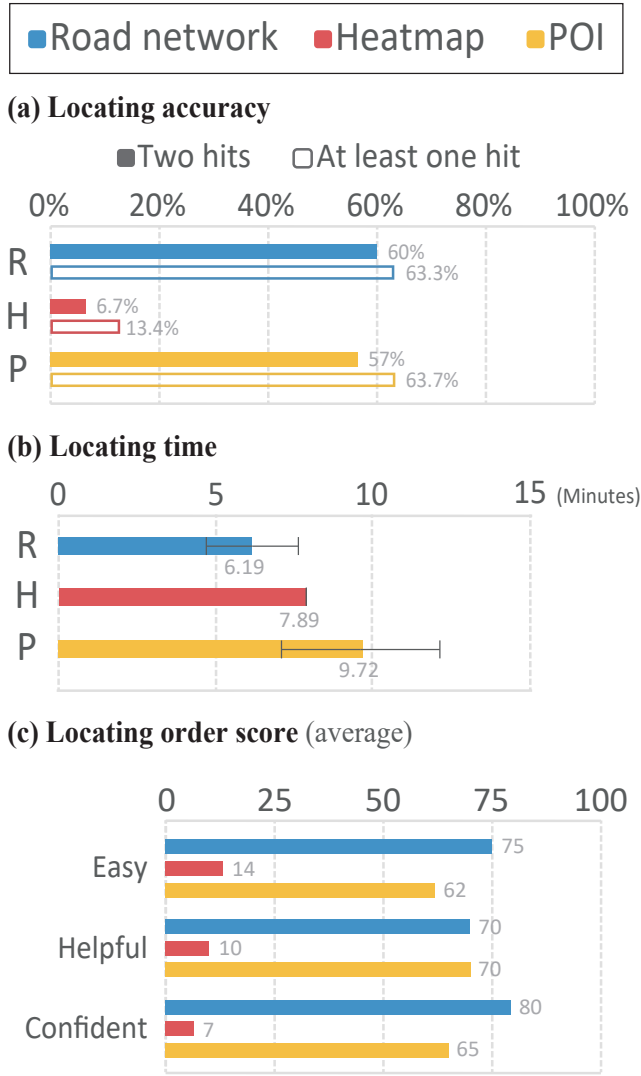 Road network Heatmap POI
(a) Locating accuracy
Two hits At least one hit
0% 20% 40% 60% 80% 100%
R 60%
63.3%
H 6.7%
13.4%
P 57%
63.7%
(b) Locating time
0 5 10 15 (Minutes)
R
6.19
H
7.89
P
9.72
(c) Locating order score (average)
0 25 50 75 100
75
Easy 14
62
70
Helpful 10
70
80
Confident 7
65